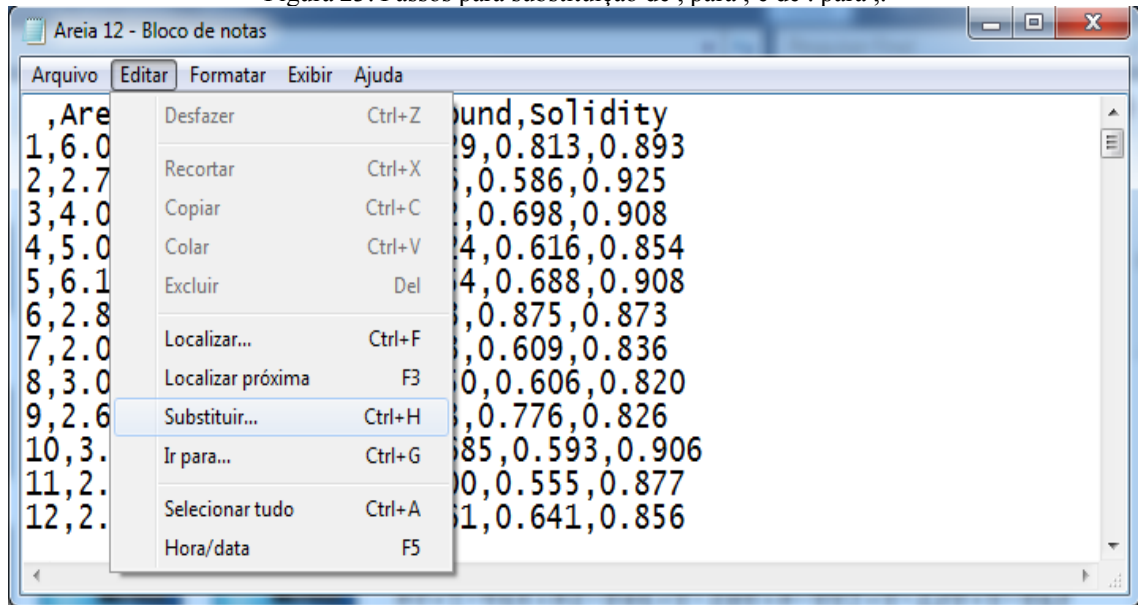 Figura Passos para substituição de para e de para
Areia 12 - Bloco de notas
Arquivo Editar Formatar Exibir Ajuda
Desfazer Ctrl+Z
Recortar Ctrl+X
Copiar Ctrl+C
Colar Ctrl+V
Excluir Del
Localizar... Ctrl+F
Localizar próxima F3
Substituir... Ctrl+H
Ir para... Ctrl+G
Selecionar tudo Ctrl+A
Hora/data F5
,Are und,Solidity
1,6.0 9,0.813,0.893
2,2.7 ,0.586,0.925
3,4.0 ,0.698,0.908
4,5.0 4,0.616,0.854
5,6.1 4,0.688,0.908
6,2.8 ,0.875,0.873
7,2.0 ,0.609,0.836
8,3.0 0,0.606,0.820
9,2.6 ,0.776,0.826
10,3. 85,0.593,0.906
11,2. 0,0.555,0.877
12,2. 1,0.641,0.856